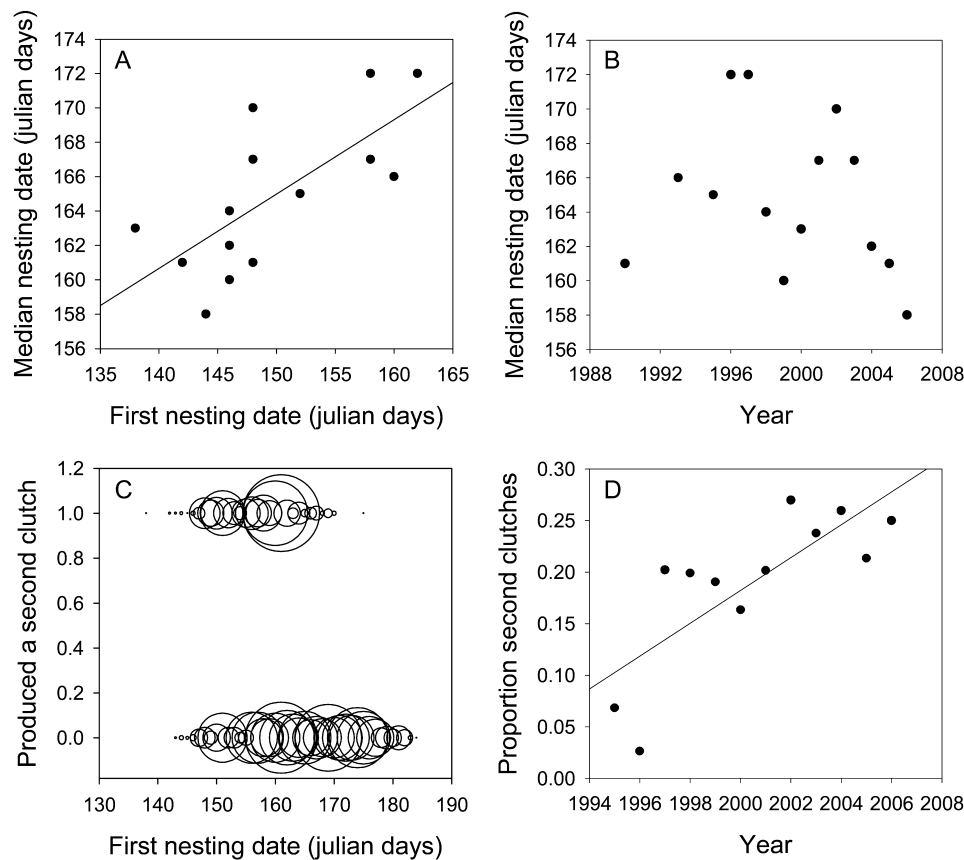 A
Median nesting date (julian days)
174
172
170
168
166
164
162
160
158
156
135 140 145 150 155 160 165
First nesting date (julian days)
B
Median nesting date (julian days)
174
172
170
168
166
164
162
160
158
156
1988 1992 1996 2000 2004 2008
Year
C
Produced a second clutch
1.2
1.0
0.8
0.6
0.4
0.2
0.0
130 140 150 160 170 180 190
First nesting date (julian days)
D
Proportion second clutches
0.30
0.25
0.20
0.15
0.10
0.05
0.00
1994 1996 1998 2000 2002 2004 2006 2008
Year